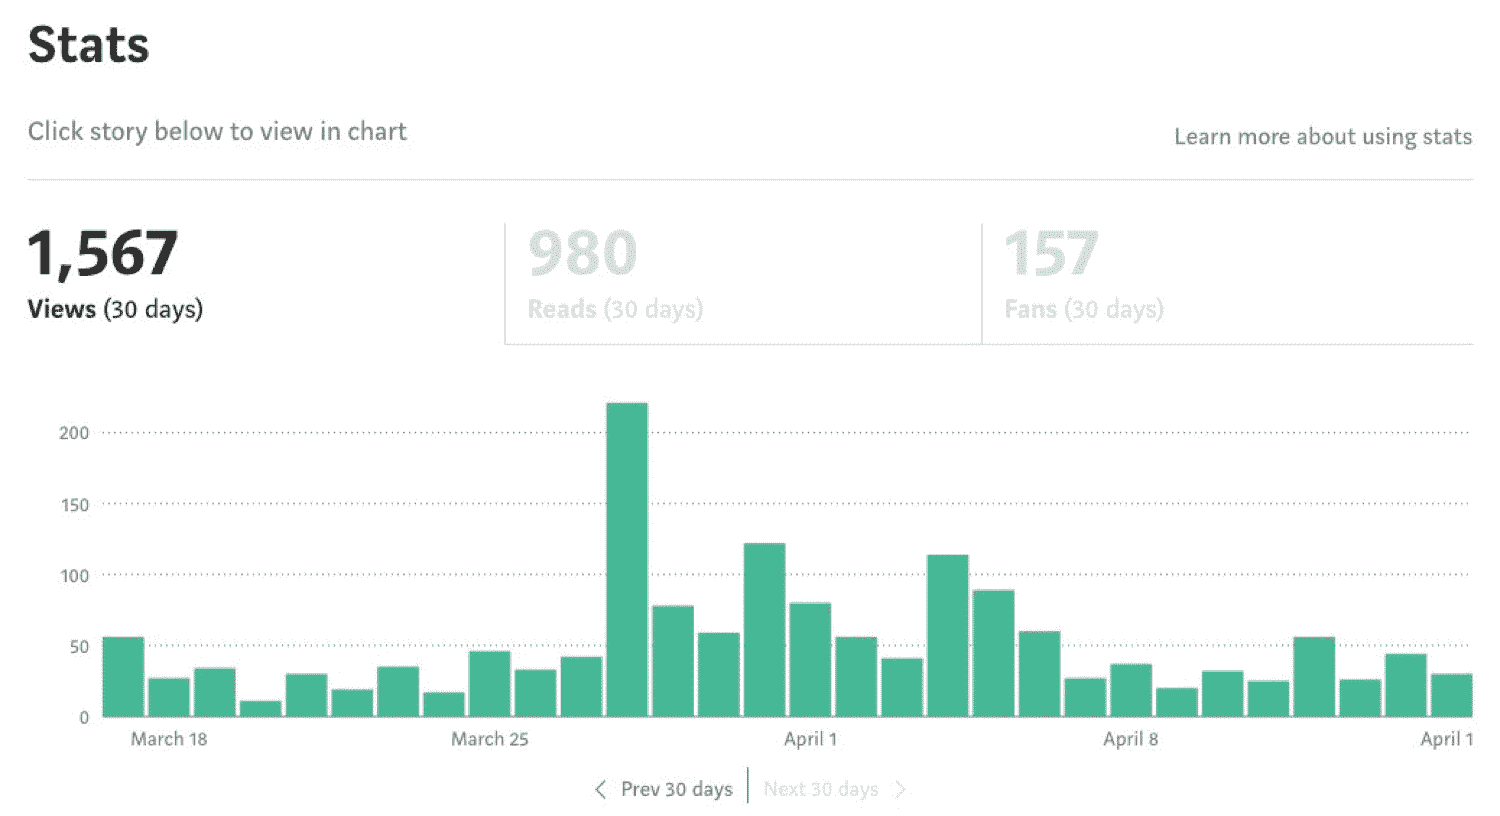 Stats
Click story below to view in chart
Learn more about using stats
1,567
Views (30 days)
980
Reads (30 days)
157
Fans (30 days)
200
150
100
50
0
March 18
March 25
April 1
April 8
April 1
Prev 30 days
Next 30 days